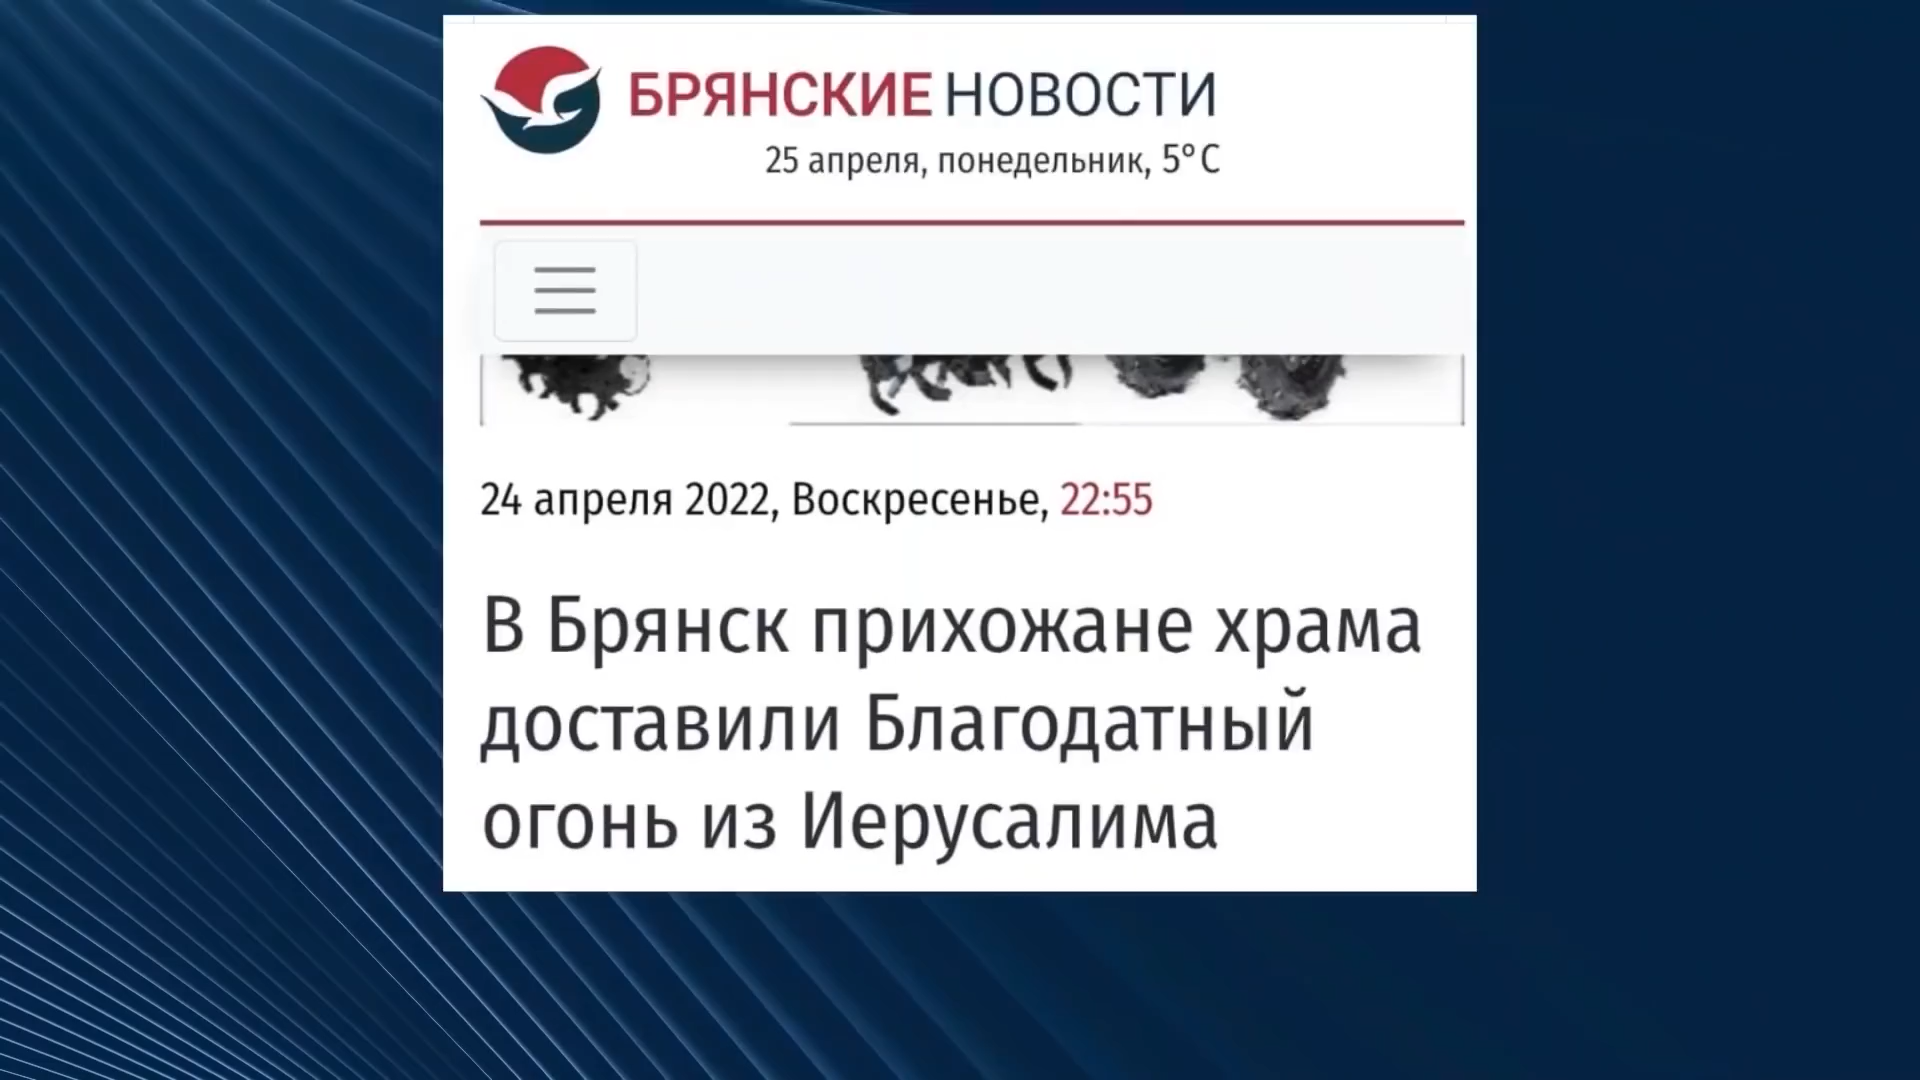 БРЯНСКИЕ НОВОСТИ
25 апреля, понедельник, 5°C
24 апреля 2022, Воскресенье, 22:55
В Брянск прихожане храма
доставили Благодатный
огонь из Иерусалима